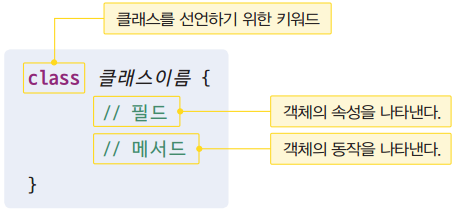 클래스를 선언하기 위한 키워드
class 클래스이름 {
// 필드
객체의 속성을 나타낸다.
// 메서드
객체의 동작을 나타낸다.
}